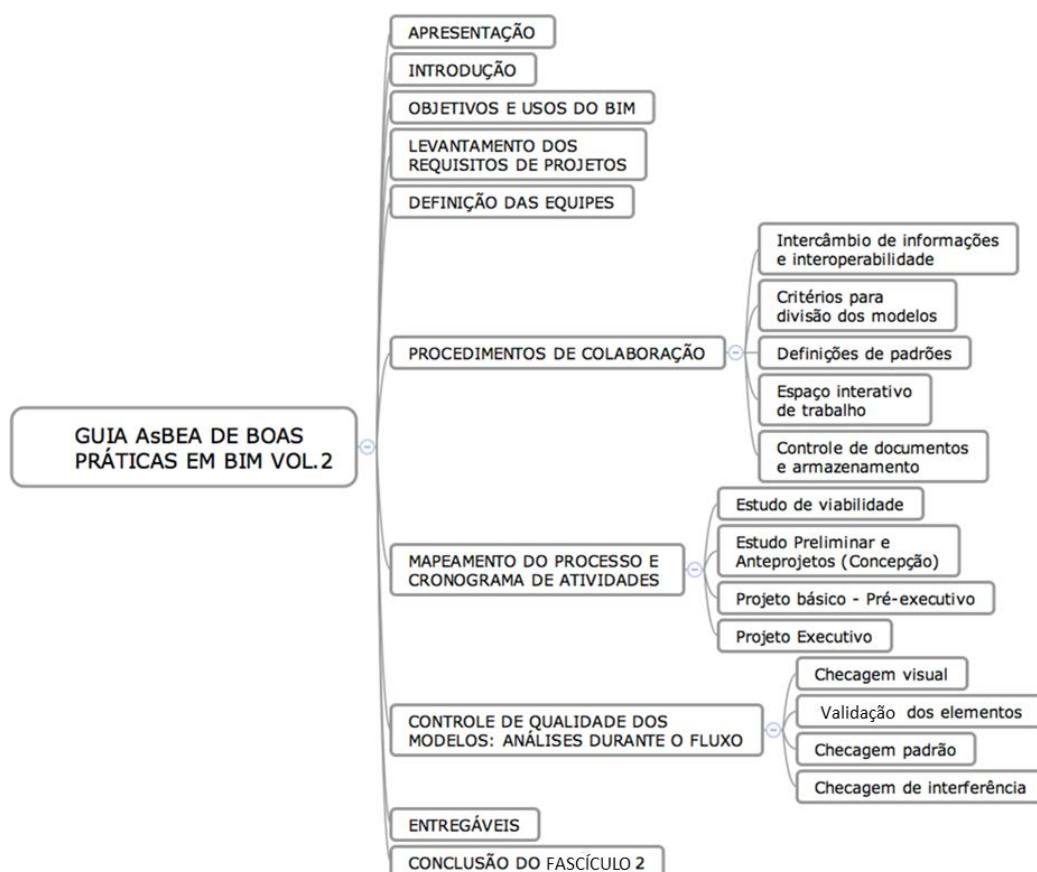 GUIA AsBEA DE BOAS
PRÁTICAS EM BIM VOL.2
APRESENTAÇÃO
INTRODUÇÃO
OBJETIVOS E USOS DO BIM
LEVANTAMENTO DOS
REQUISITOS DE PROJETOS
DEFINIÇÃO DAS EQUIPES
PROCEDIMENTOS DE COLABORAÇÃO
Intercâmbio de informações
e interoperabilidade
Critérios para
divisão dos modelos
Definições de padrões
Espaço interativo
de trabalho
Controle de documentos
e armazenamento
MAPEAMENTO DO PROCESSO E
CRONOGRAMA DE ATIVIDADES
Estudo de viabilidade
Estudo Preliminar e
Anteprojetos (Concepção)
Projeto básico - Pré-executivo
Projeto Executivo
CONTROLE DE QUALIDADE DOS
MODELOS: ANÁLISES DURANTE O FLUXO
Checagem visual
Validação dos elementos
Checagem padrão
Checagem de interferência
ENTREGÁVEIS
CONCLUSÃO DO FASCÍCULO 2